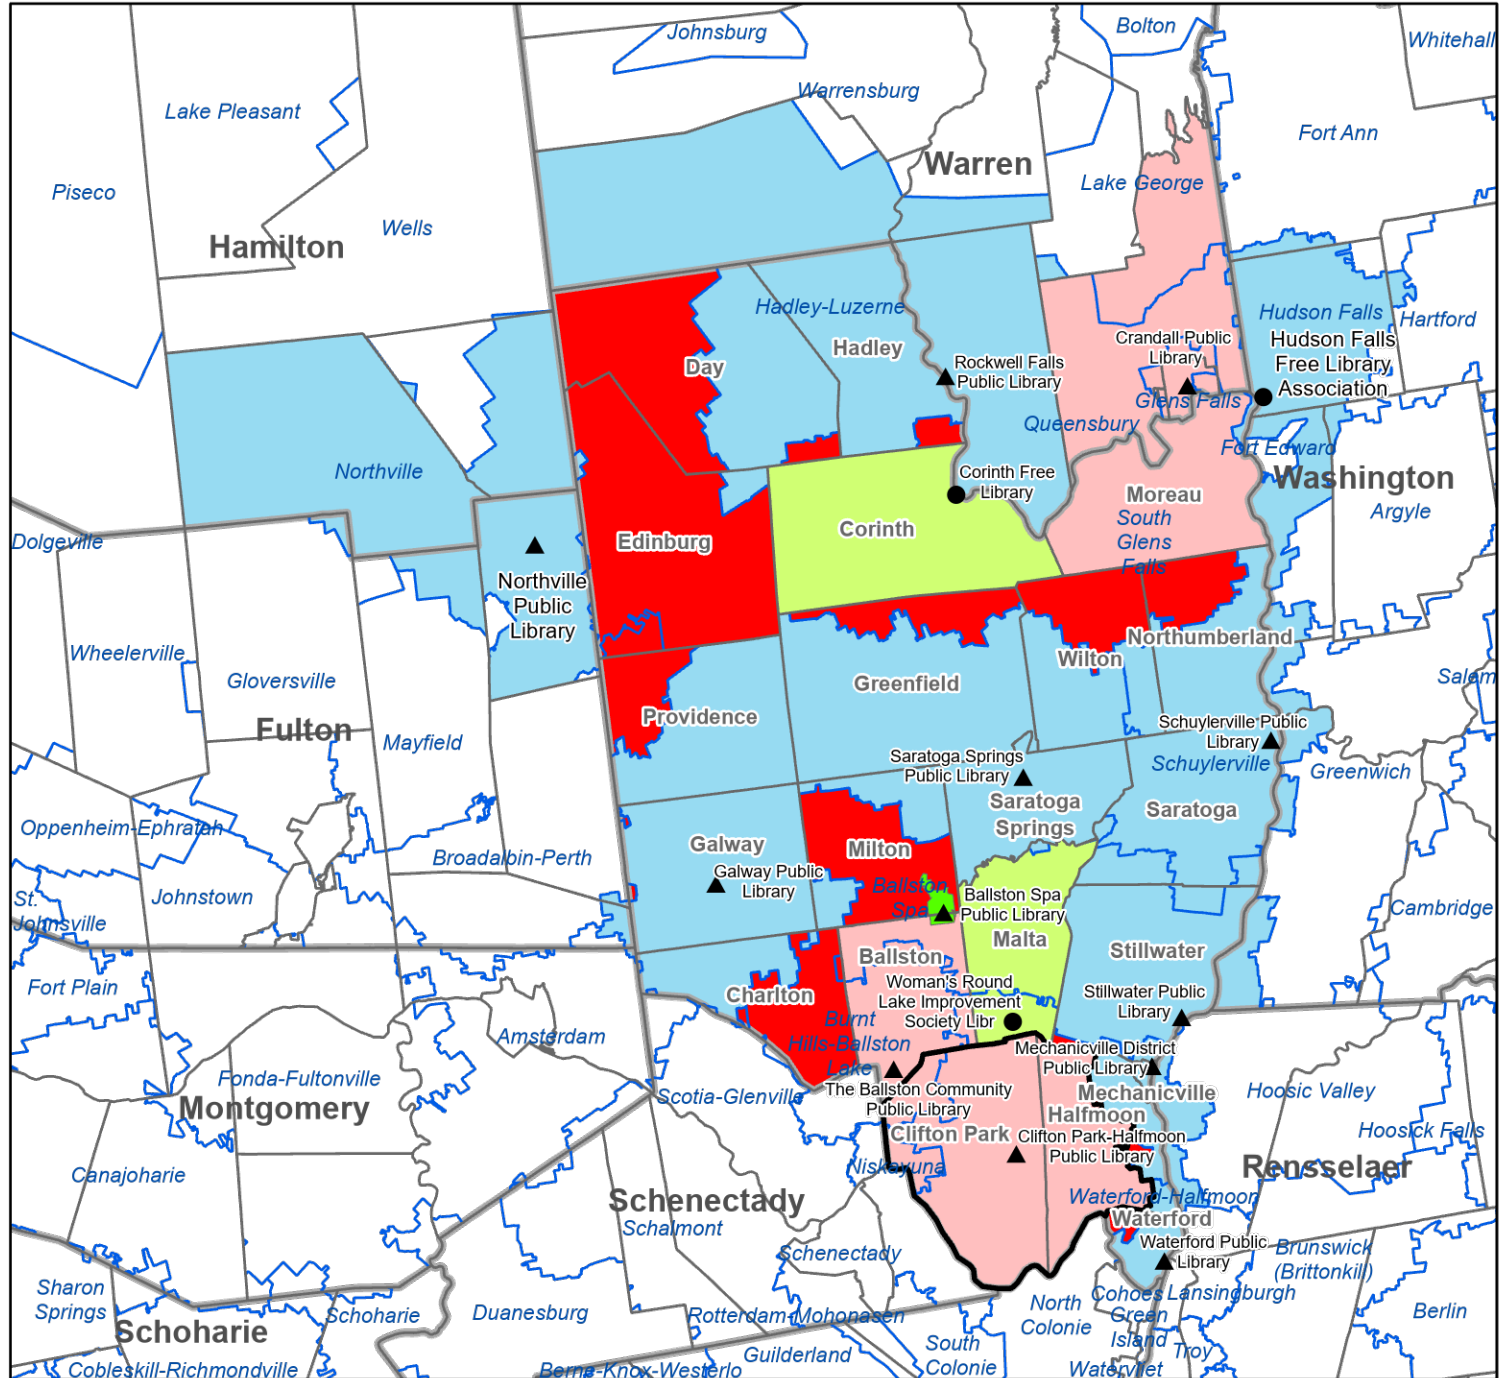 Johnsburg
Bolton
Whitehall
Lake Pleasant
Warrensburg
Fort Ann
Warren
Piseco
Lake George
Wells
Hamilton
Hadley-Luzerne
Hudson Falls
Hartford
Day
Hadley
Crandall Public
Library
Hudson Falls
Free Library
Association
Rockwell Falls
Public Library
Glens Falls
Queensbury
Fort Edward
Northville
Corinth Free
Library
Washington
Moreau
South
Glens
Falls
Argyle
Dolgeville
Edinburg
Corinth
Northville
Public
Library
Wheelerville
Northumberland
Wilton
Gloversville
Greenfield
Salem
Providence
Fulton
Mayfield
Schuylerville Public
Library
Saratoga Springs
Public Library
Schuylerville
Greenwich
Saratoga
Springs
Saratoga
Oppenheim-Ephratah
Galway
Milton
Broadalbin-Perth
Galway Public
Library
Ballston
Spa
Ballston Spa
Public Library
St.
Johnsville
Johnstown
Cambridge
Malta
Stillwater
Ballston
Fort Plain
Charlton
Woman's Round
Lake Improvement
Society Libr
Stillwater Public
Library
Burnt
Hills-Ballston
Lake
Amsterdam
Mechanicville District
Public Library
Fonda-Fultonville
Montgomery
Scotia-Glenville
The Ballston Community
Public Library
Mechanicville
Halfmoon
Hoosic Valley
Clifton Park
Clifton Park-Halfmoon
Public Library
Hoosick Falls
Canajoharie
Niskayuna
Rensselaer
Schenectady
Schalmont
Waterford-Halfmoon
Waterford
Waterford Public
Library
Schenectady
Brunswick
(Brittonkill)
Sharon
Springs
Schoharie
Schoharie
Duanesburg
Rotterdam-Mohonasen
North
Colonie
Cohoes
Lansingburgh
Green
Island
Troy
Berlin
Guilderland
South
Colonie
Cobleskill-Richmondville
Berne-Knox-Westerlo
Watervliet